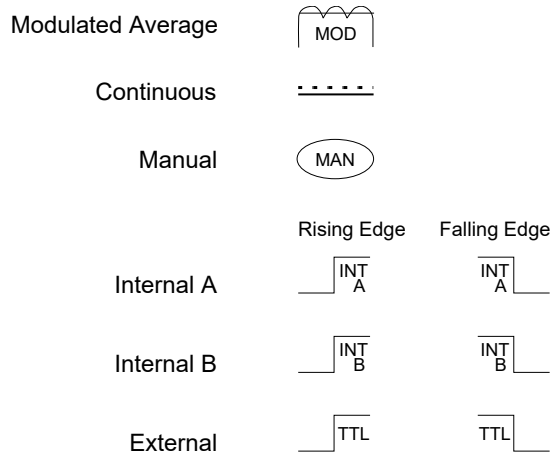 Modulated Average MOD
Continuous
Manual MAN
Rising Edge Falling Edge
Internal A INT A INT A
Internal B INT B INT B
External TTL TTL